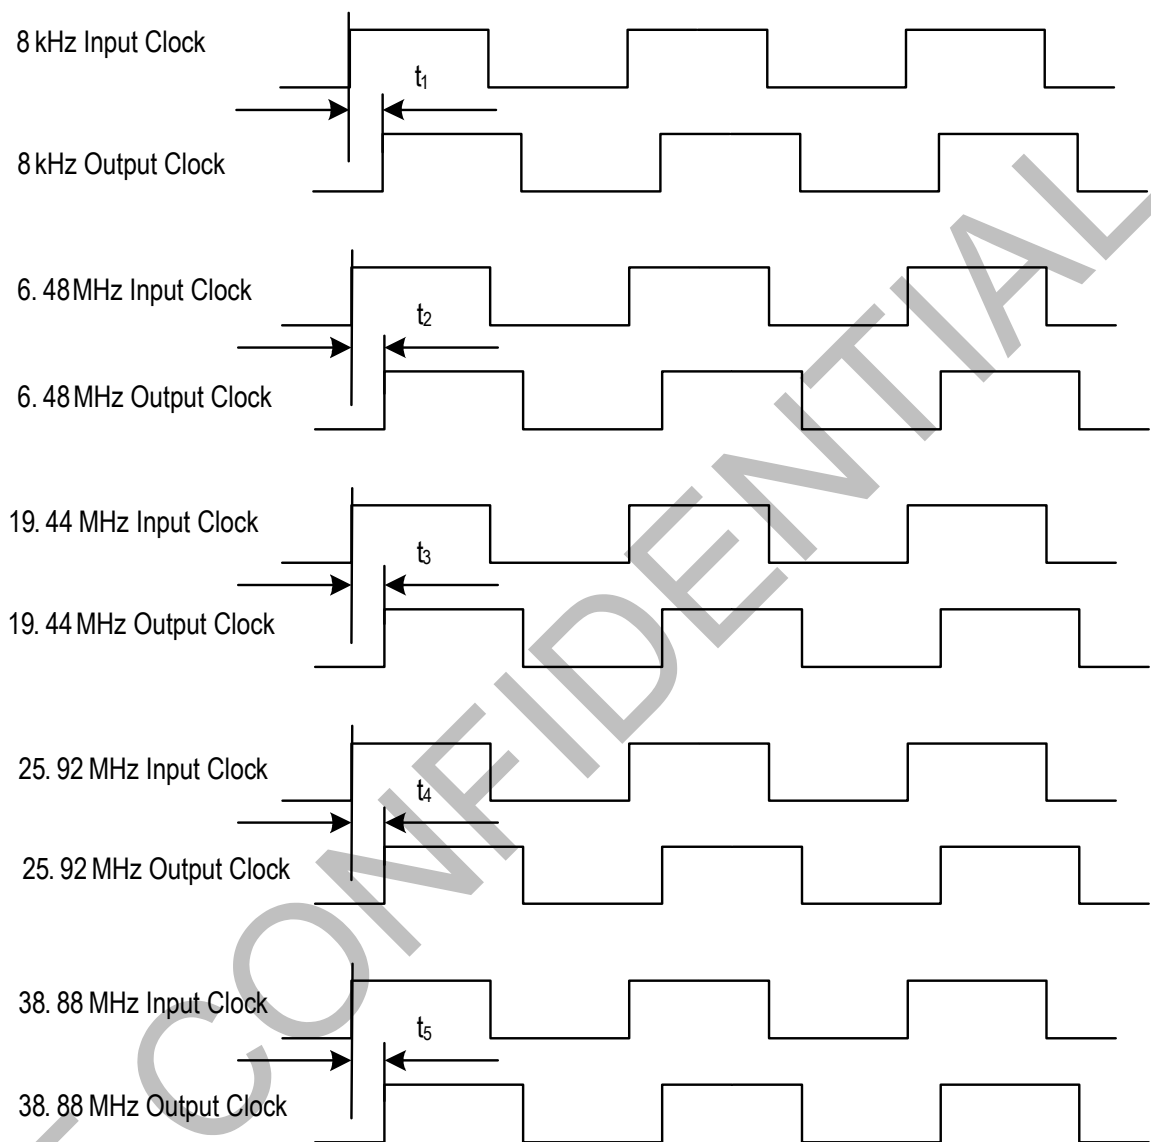 8 kHz Input Clock
t1
8 kHz Output Clock
6. 48 MHz Input Clock
t2
6. 48 MHz Output Clock
19. 44 MHz Input Clock
t3
19. 44 MHz Output Clock
25. 92 MHz Input Clock
t4
25. 92 MHz Output Clock
38. 88 MHz Input Clock
t5
38. 88 MHz Output Clock
CONFIDENTIAL